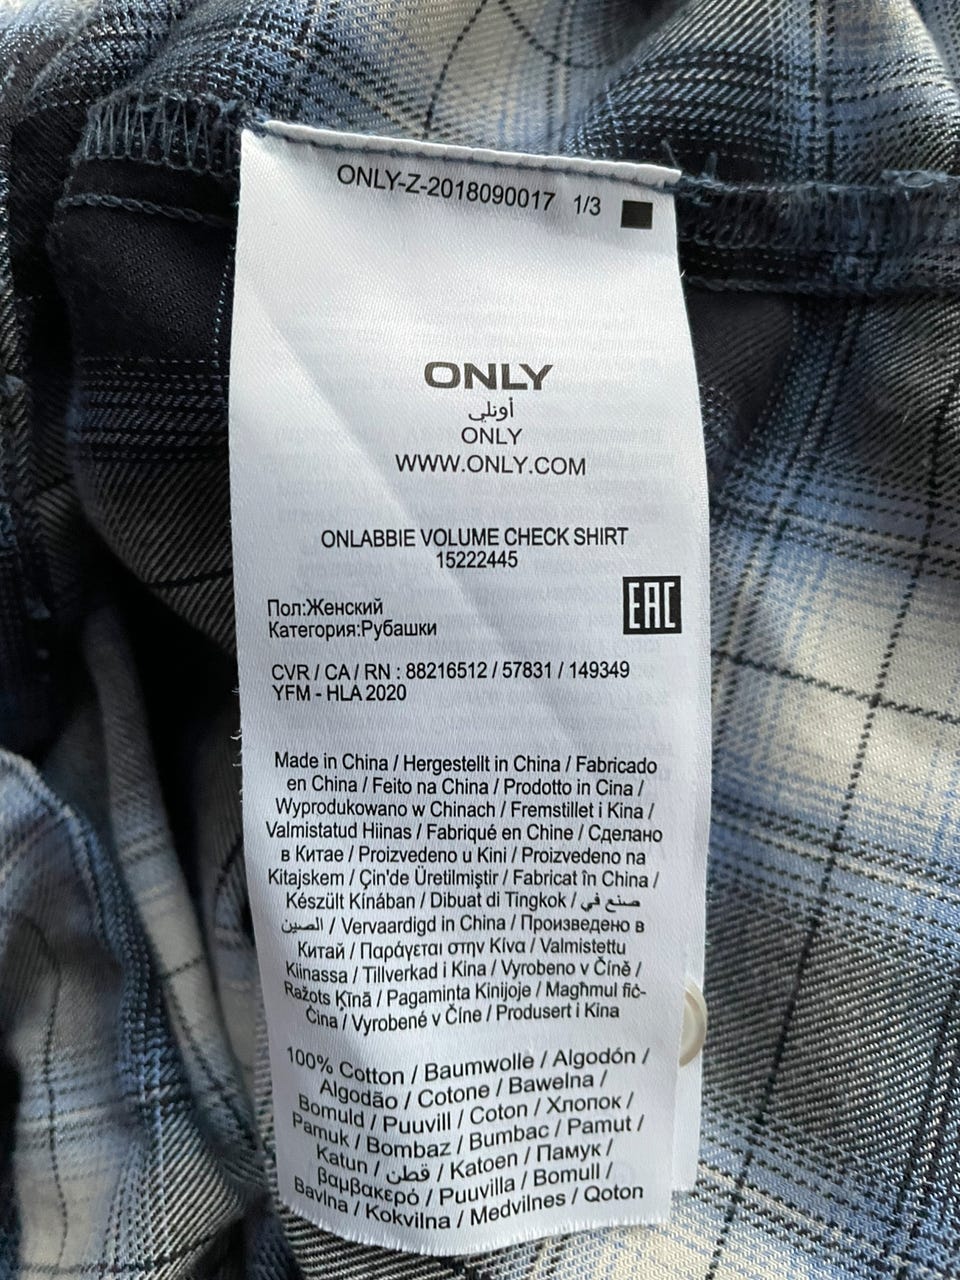 ONLY-Z-2018090017 1/3
ONLY
أونلي
ONLY
WWW.ONLY.COM
ONLABBIE VOLUME CHECK SHIRT
15222445
EAC
Пол:Женский
Категория:Рубашки
CVR / CA / RN : 88216512 / 57831 / 149349
YFM - HLA 2020
Made in China / Hergestellt in China / Fabricado
en China / Feito na China / Prodotto in Cina /
Wyprodukowano w Chinach / Fremstillet i Kina /
Valmistatud Hiinas / Fabriqué en Chine / Сделано
в Китае / Proizvedeno u Kini / Proizvedeno na
Kitajskem / Çin'de Üretilmiştir / Fabricat în China /
Készült Kínában / Dibuat di Tingkok / صنع في
الصين / Vervaardigd in China / Произведено в
Китай / Παράγεται στην Κίνα / Valmistettu
Kiinassa / Tillverkad i Kina / Vyrobeno v Číně /
Ražots Ķīnā / Pagaminta Kinijoje / Magħmul fiċ-
Ċina / Vyrobené v Číne / Produsert i Kina
100% Cotton / Baumwolle / Algodón /
Algodão / Cotone / Bawełna /
Bomuld / Puuvill / Coton / Хлопок /
Pamuk / Bombaz / Bumbac / Pamut /
Katun / قطن / Katoen / Памук /
βαμβακερό / Puuvilla / Bomull /
Bavlna / Kokvilna / Medvilnes / Qoton